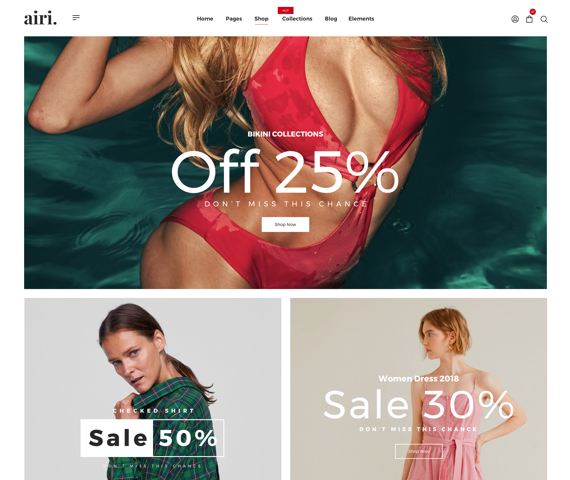 airi.
HOT
Home Pages Shop Collections Blog Elements
BIKINI COLLECTIONS
Off 25%
DON'T MISS THIS CHANCE
Shop Now
CHECKED SHIRT
Sale 50%
DON'T MISS THIS CHANCE
Women Dress 2018
Sale 30%
DON'T MISS THIS CHANCE
Shop Now